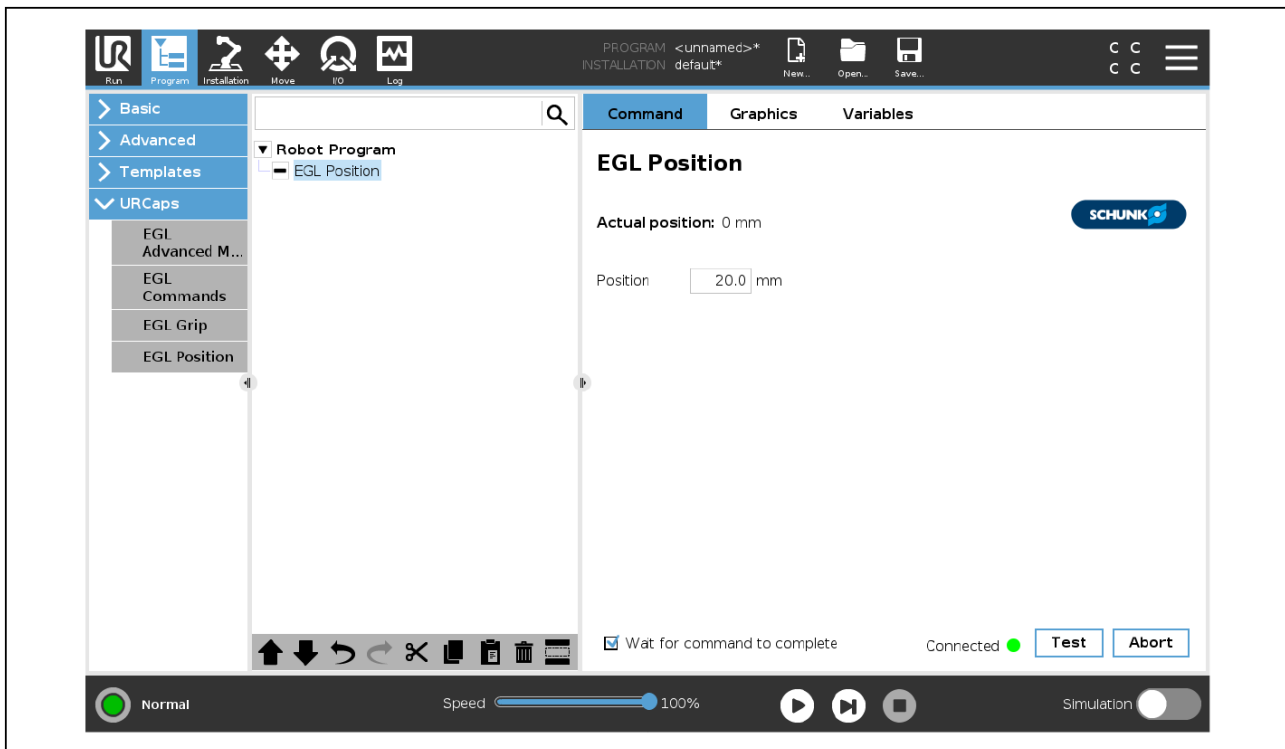 PROGRAM <unnamed>*
INSTALLATION default*
C C
C C
Run
Program
Installation
Move
I/O
Log
New...
Open...
Save...
Basic
Advanced
Templates
URCaps
EGL
Advanced M...
EGL
Commands
EGL Grip
EGL Position
Robot Program
EGL Position
Command Graphics Variables
EGL Position
SCHUNK
Actual position: 0 mm
Position 20.0 mm
Wait for command to complete
Connected
Test
Abort
Normal
Speed 100%
Simulation